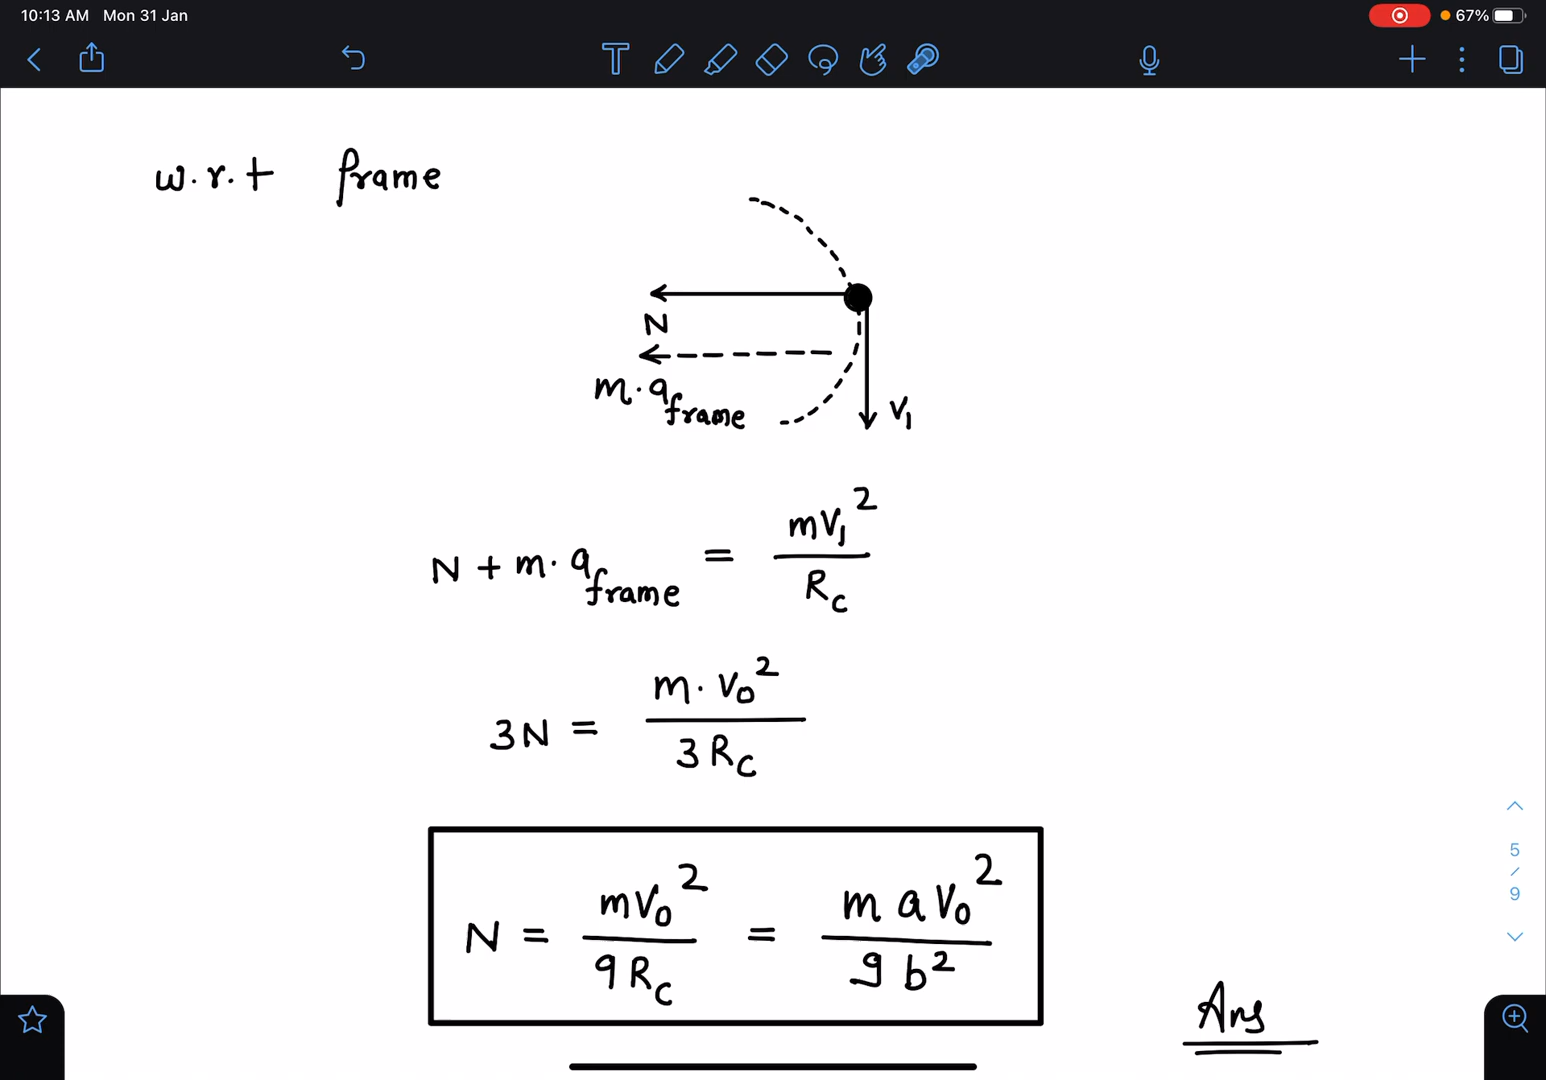 10:13 AM Mon 31 Jan
67%
w.r.t frame
N
m·a_frame
V₁
N + m·a_frame = mV₁² / R_C
3N = m·V₀² / 3R_C
N = mV₀² / 9R_C = m a V₀² / 9b²
Ans
5
/
9